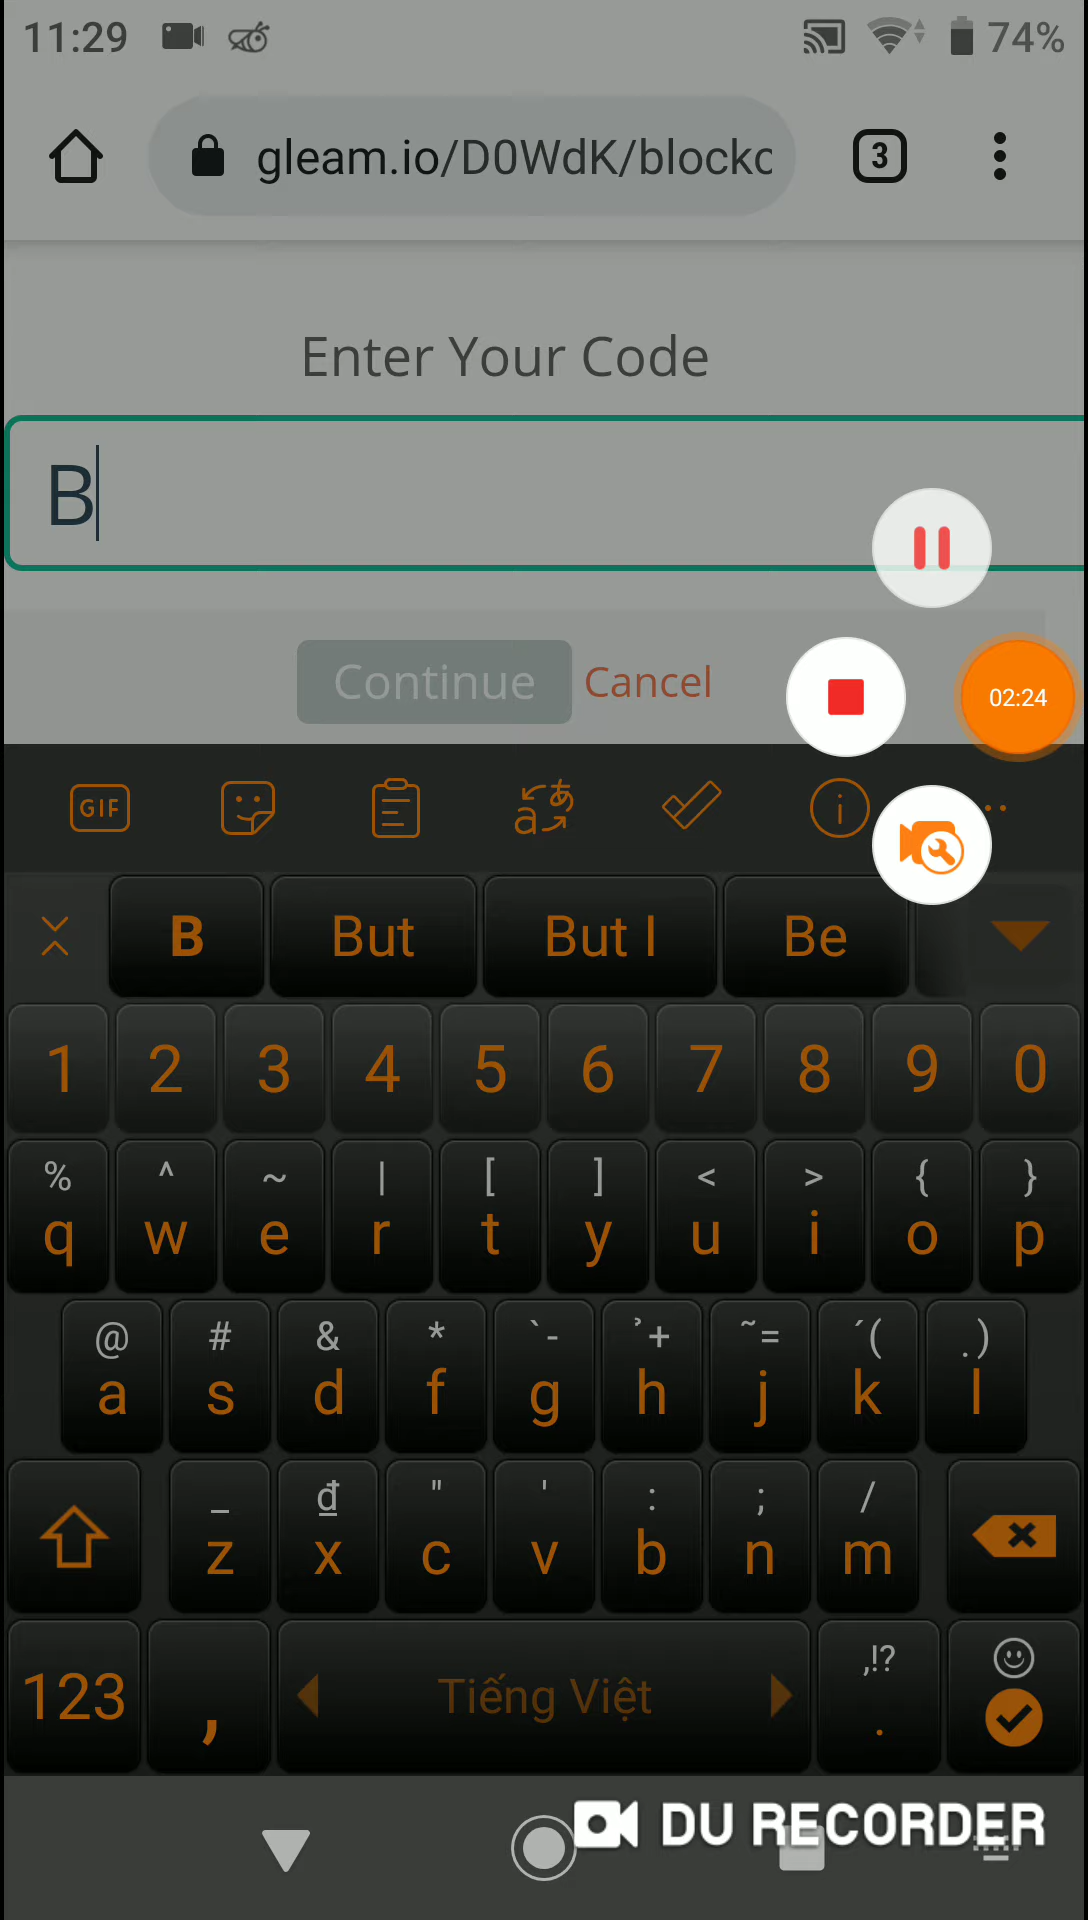 11:29 74%
gleam.io/D0WdK/blockc 3
Enter Your Code
B
Continue Cancel
02:24
GIF
B But But I Be
1 2 3 4 5 6 7 8 9 0
% ^ ~ | [ ] < > { }
q w e r t y u i o p
@ # & * `- ̉+ ˜= ´( .)
a s d f g h j k l
_ đ " ' : ; /
z x c v b n m
123 , Tiếng Việt ,!? .
DU RECORDER